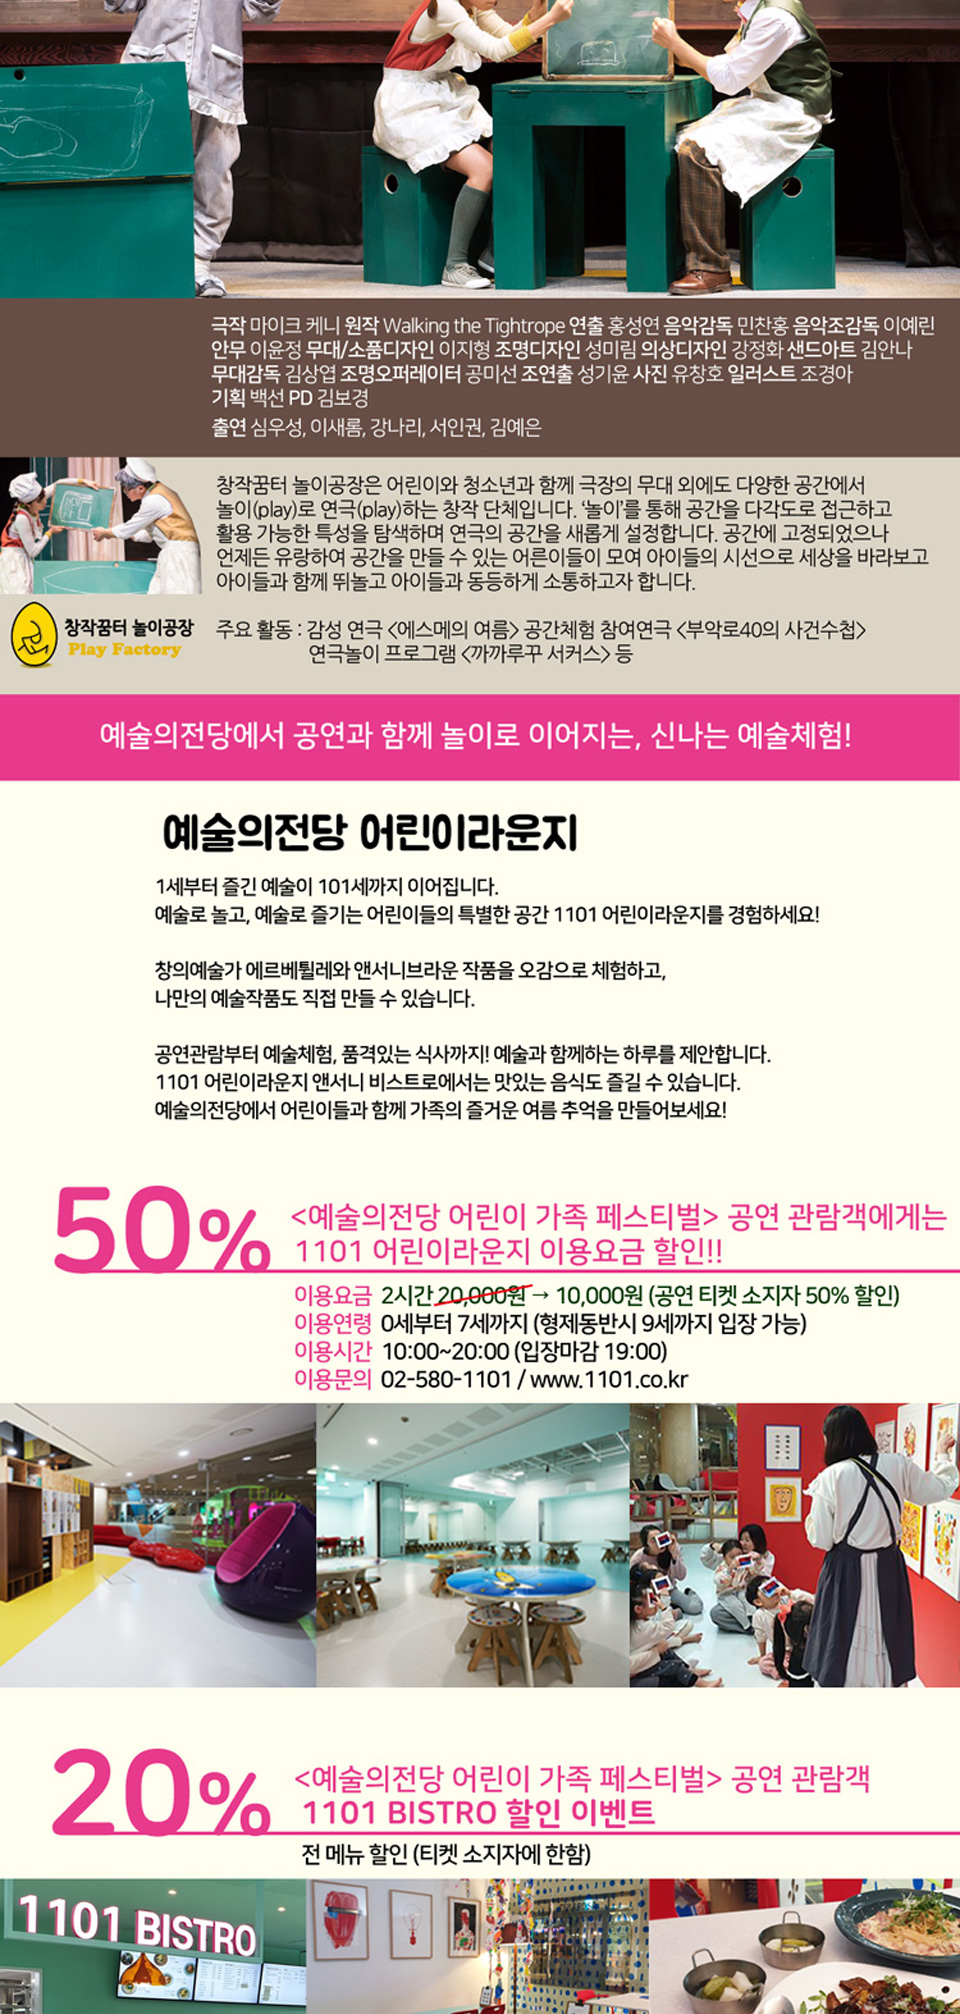 극작 마이크 케니 원작 Walking the Tightrope 연출 홍성연 음악감독 민찬홍 음악조감독 이예린
안무 이윤정 무대/소품디자인 이지형 조명디자인 성미림 의상디자인 강정화 샌드아트 김안나
무대감독 김상엽 조명오퍼레이터 공미선 조연출 성기윤 사진 유창호 일러스트 조경아
기획 백선 PD 김보경
출연 심우성, 이새롬, 강나리, 서인권, 김예은
창작꿈터 놀이공장은 어린이와 청소년과 함께 극장의 무대 외에도 다양한 공간에서
놀이(play)로 연극(play)하는 창작 단체입니다. ‘놀이’를 통해 공간을 다각도로 접근하고
활용 가능한 특성을 탐색하며 연극의 공간을 새롭게 설정합니다. 공간에 고정되었으나
언제든 유랑하여 공간을 만들 수 있는 어른이들이 모여 아이들의 시선으로 세상을 바라보고
아이들과 함께 뛰놀고 아이들과 동등하게 소통하고자 합니다.
창작꿈터 놀이공장
Play Factory
주요 활동 : 감성 연극 <에스메의 여름> 공간체험 참여연극 <부악로40의 사건수첩>
연극놀이 프로그램 <까까루꾸 서커스> 등
예술의전당에서 공연과 함께 놀이로 이어지는, 신나는 예술체험!
예술의전당 어린이라운지
1세부터 즐긴 예술이 101세까지 이어집니다.
예술로 놀고, 예술로 즐기는 어린이들의 특별한 공간 1101 어린이라운지를 경험하세요!
창의예술가 에르베튈레와 앤서니브라운 작품을 오감으로 체험하고,
나만의 예술작품도 직접 만들 수 있습니다.
공연관람부터 예술체험, 품격있는 식사까지! 예술과 함께하는 하루를 제안합니다.
1101 어린이라운지 앤서니 비스트로에서는 맛있는 음식도 즐길 수 있습니다.
예술의전당에서 어린이들과 함께 가족의 즐거운 여름 추억을 만들어보세요!
50% <예술의전당 어린이 가족 페스티벌> 공연 관람객에게는
1101 어린이라운지 이용요금 할인!!
이용요금 2시간 20,000원 → 10,000원 (공연 티켓 소지자 50% 할인)
이용연령 0세부터 7세까지 (형제동반시 9세까지 입장 가능)
이용시간 10:00~20:00 (입장마감 19:00)
이용문의 02-580-1101 / www.1101.co.kr
20% <예술의전당 어린이 가족 페스티벌> 공연 관람객
1101 BISTRO 할인 이벤트
전 메뉴 할인 (티켓 소지자에 한함)
1101 BISTRO